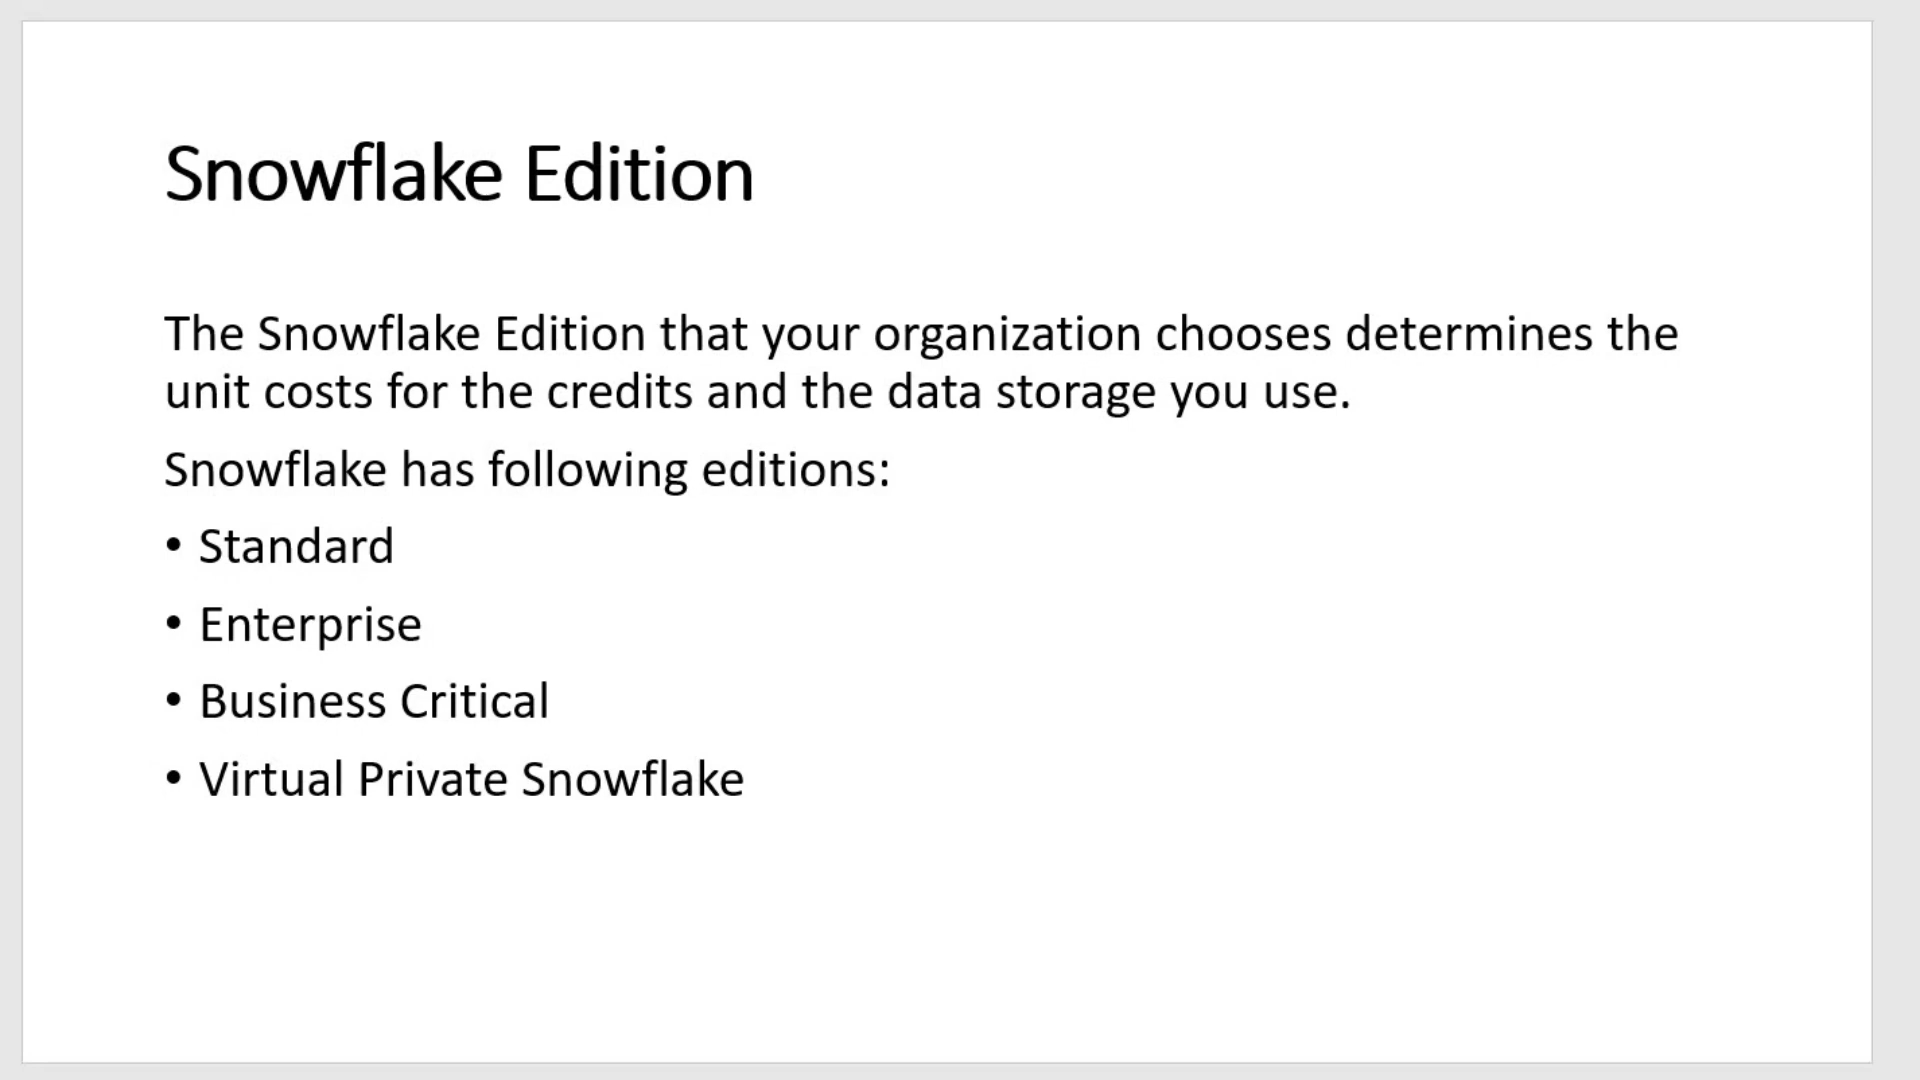 Snowflake Edition
The Snowflake Edition that your organization chooses determines the
unit costs for the credits and the data storage you use.
Snowflake has following editions:
• Standard
• Enterprise
• Business Critical
• Virtual Private Snowflake